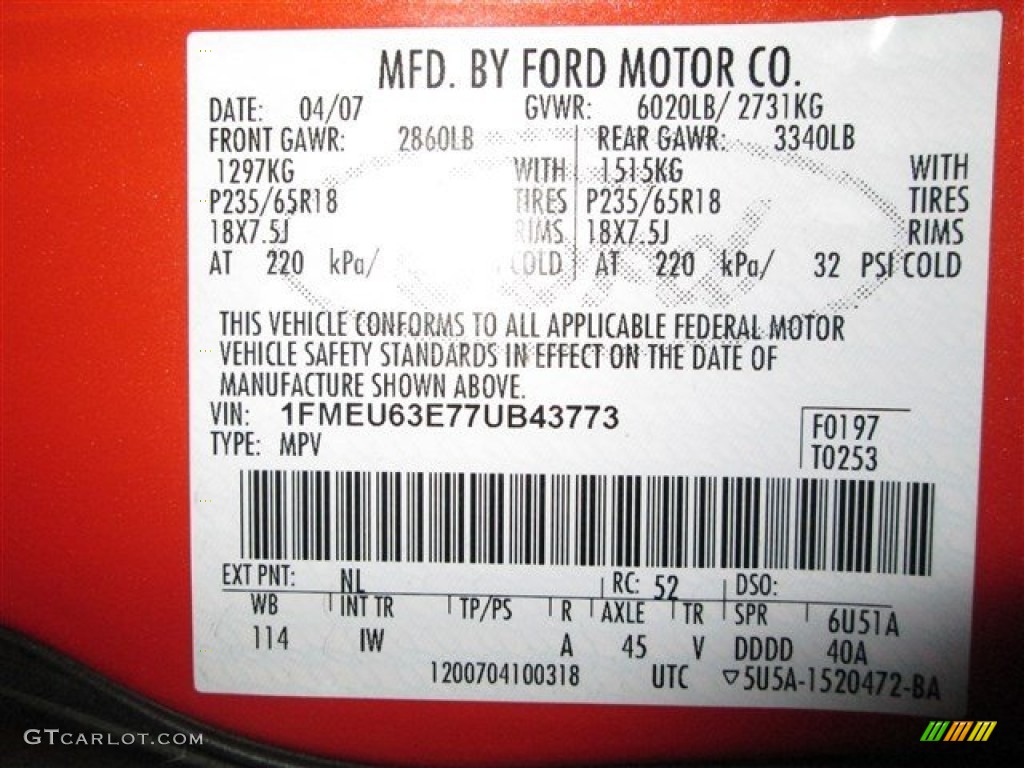 MFD. BY FORD MOTOR CO.
DATE: 04/07 GVWR: 6020LB/ 2731KG
FRONT GAWR: 2860LB REAR GAWR: 3340LB
1297KG WITH 1515KG WITH
P235/65R18 TIRES P235/65R18 TIRES
18X7.5J RIMS 18X7.5J RIMS
AT 220 kPa/ COLD AT 220 kPa/ 32 PSI COLD
THIS VEHICLE CONFORMS TO ALL APPLICABLE FEDERAL MOTOR
VEHICLE SAFETY STANDARDS IN EFFECT ON THE DATE OF
MANUFACTURE SHOWN ABOVE.
VIN: 1FMEU63E77UB43773
F0197
TYPE: MPV
T0253
EXT PNT: NL RC: 52 DSO:
WB INT TR TP/PS R AXLE TR SPR 6U51A
114 IW A 45 V DDDD 40A
1200704100318 UTC ▽5U5A-1520472-BA
GTCARLOT.COM